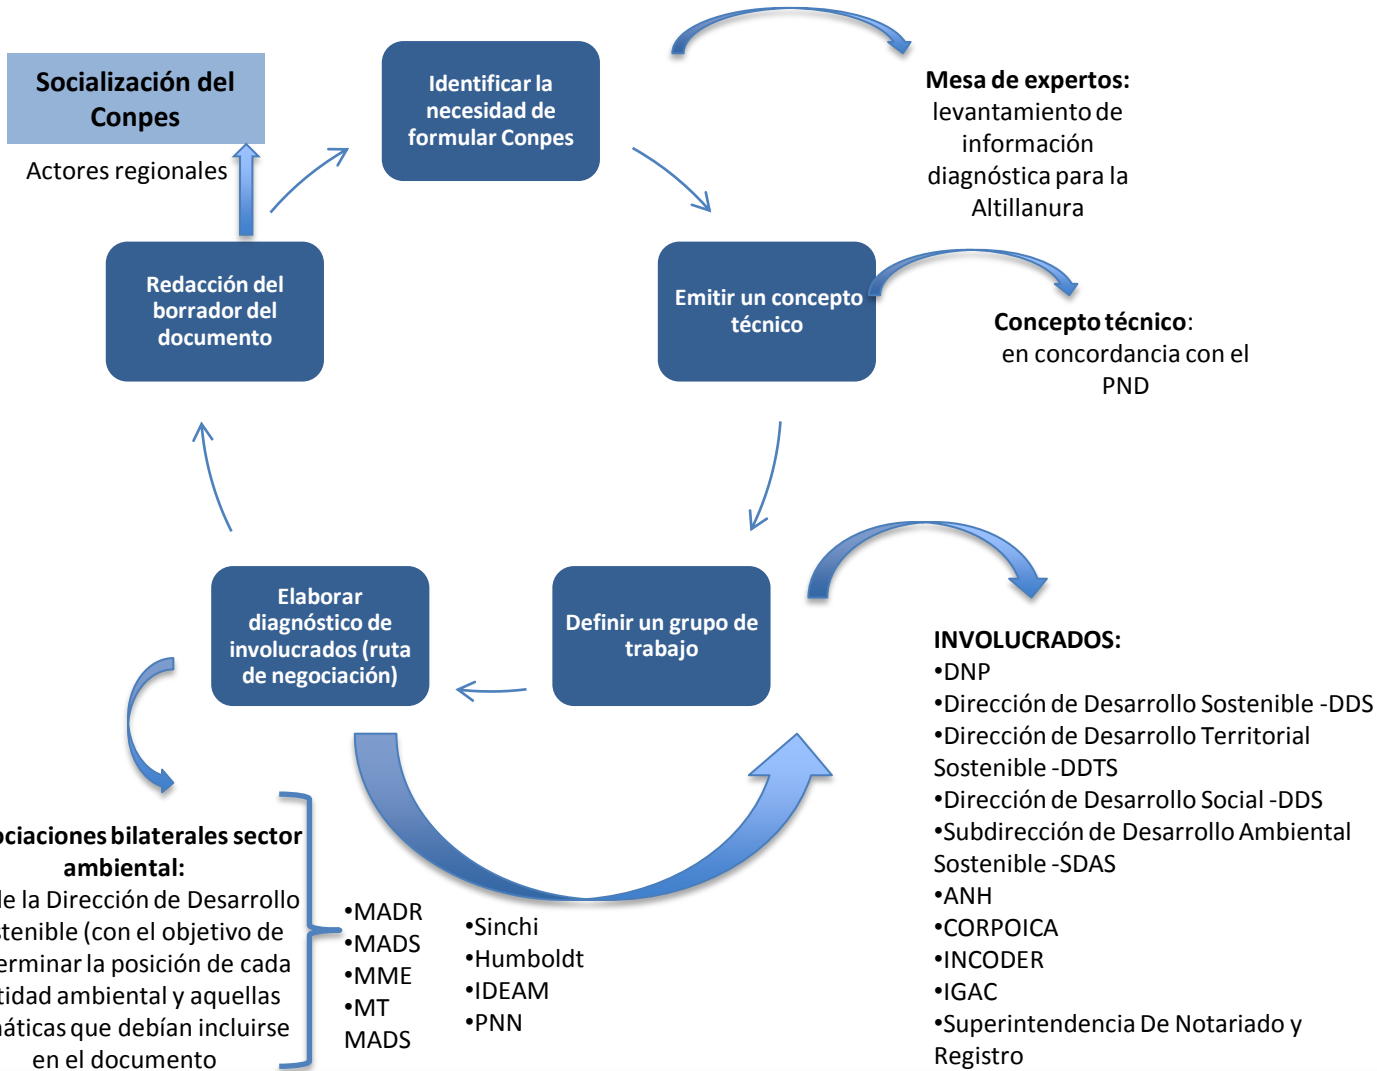 Socialización del
Conpes
Actores regionales
Identificar la
necesidad de
formular Conpes
Mesa de expertos:
levantamiento de
información
diagnóstica para la
Altillanura
Redacción del
borrador del
documento
Emitir un concepto
técnico
Concepto técnico:
en concordancia con el
PND
Elaborar
diagnóstico de
involucrados (ruta
de negociación)
Definir un grupo de
trabajo
INVOLUCRADOS:
•DNP
•Dirección de Desarrollo Sostenible -DDS
•Dirección de Desarrollo Territorial
Sostenible -DDTS
•Dirección de Desarrollo Social -DDS
•Subdirección de Desarrollo Ambiental
Sostenible -SDAS
•ANH
•CORPOICA
•INCODER
•IGAC
•Superintendencia De Notariado y
Registro
bilaterales sector
ambiental:
de la Dirección de Desarrollo
(con el objetivo de
la posición de cada
ambiental y aquellas
que debían incluirse
en el documento
•MADR
•MADS
•MME
•MT
MADS
•Sinchi
•Humboldt
•IDEAM
•PNN